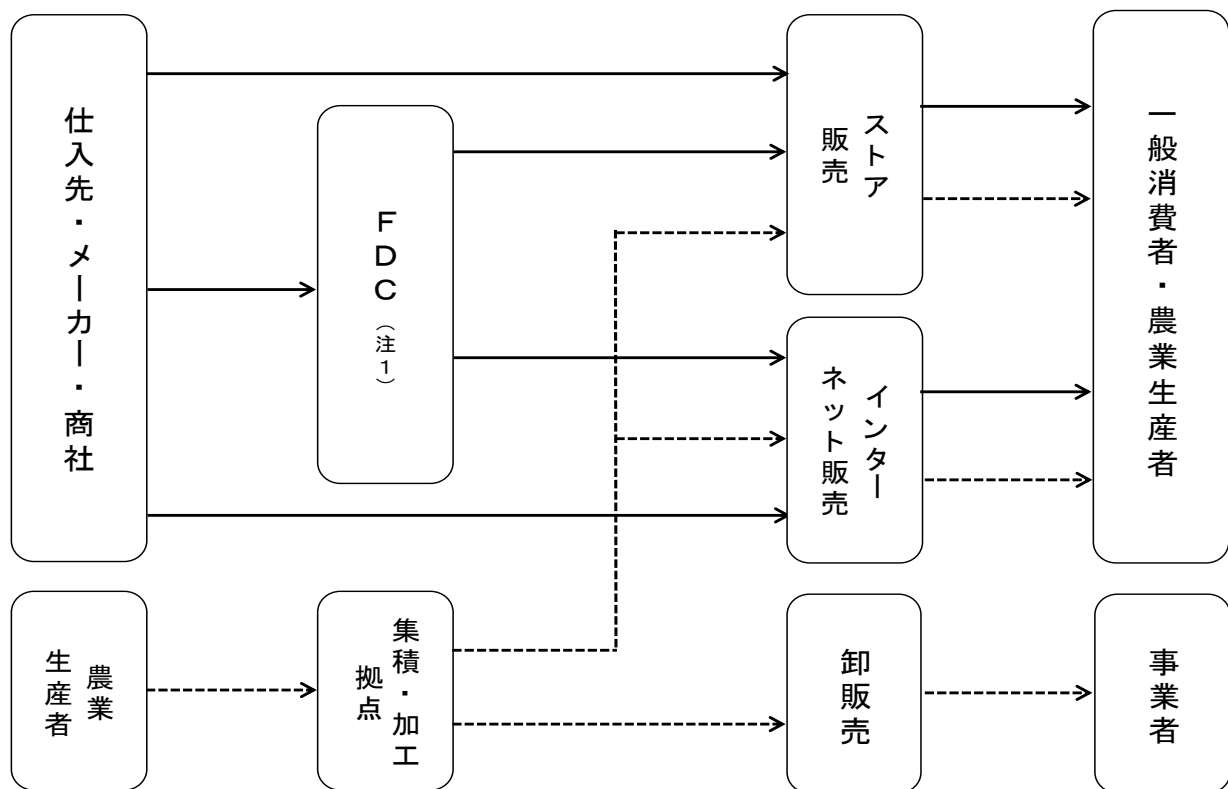 仕入先・メーカー・商社
FDC(注1)
ストア
販売
インター
ネット販売
一般消費者・農業生産者
農業
生産者
集積・加工
拠点
卸販売
事業者